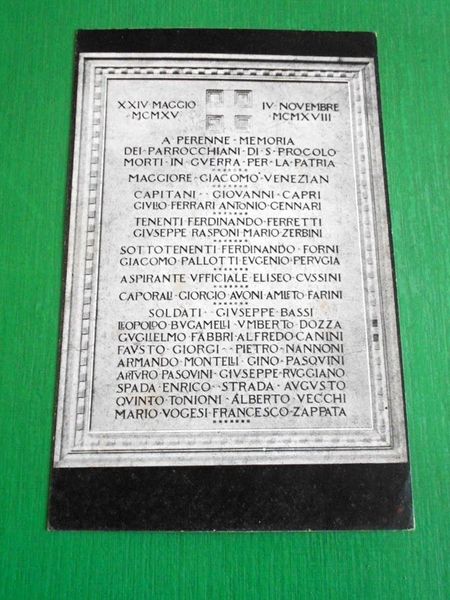 XXIV·MAGGIO IV·NOVEMBRE
MCMXV MCMXVIII
A PERENNE·MEMORIA
DEI·PARROCCHIANI·DI·S·PROCOLO
MORTI·IN·GVERRA·PER·LA·PATRIA
MAGGIORE·GIACOMO·VENEZIAN
CAPITANI··GIOVANNI·CAPRI
GIVLIO·FERRARI·ANTONIO·GENNARI
TENENTI·FERDINANDO·FERRETTI
GIVSEPPE RASPONI·MARIO·ZERBINI
SOTTOTENENTI·FERDINANDO·FORNI
GIACOMO·PALLOTTI·EVGENIO·PERVGIA
ASPIRANTE·VFFICIALE·ELISEO·CVSSINI
CAPORALI·GIORGIO·AVONI·AMLETO·FARINI
SOLDATI··GIVSEPPE·BASSI
LEOPOLDO·BVGAMELLI·VMBERTO·DOZZA
GVGLIELMO·FABBRI·ALFREDO·CANINI
FAVSTO·GIORGI··PIETRO·NANNONI
ARMANDO·MONTELLI·GINO·PASQVINI
ARTVRO·PASQVINI·GIVSEPPE·RVGGIANO
SPADA·ENRICO··STRADA·AVGVSTO
QVINTO·TONIONI·ALBERTO·VECCHI
MARIO·VOGESI·FRANCESCO·ZAPPATA